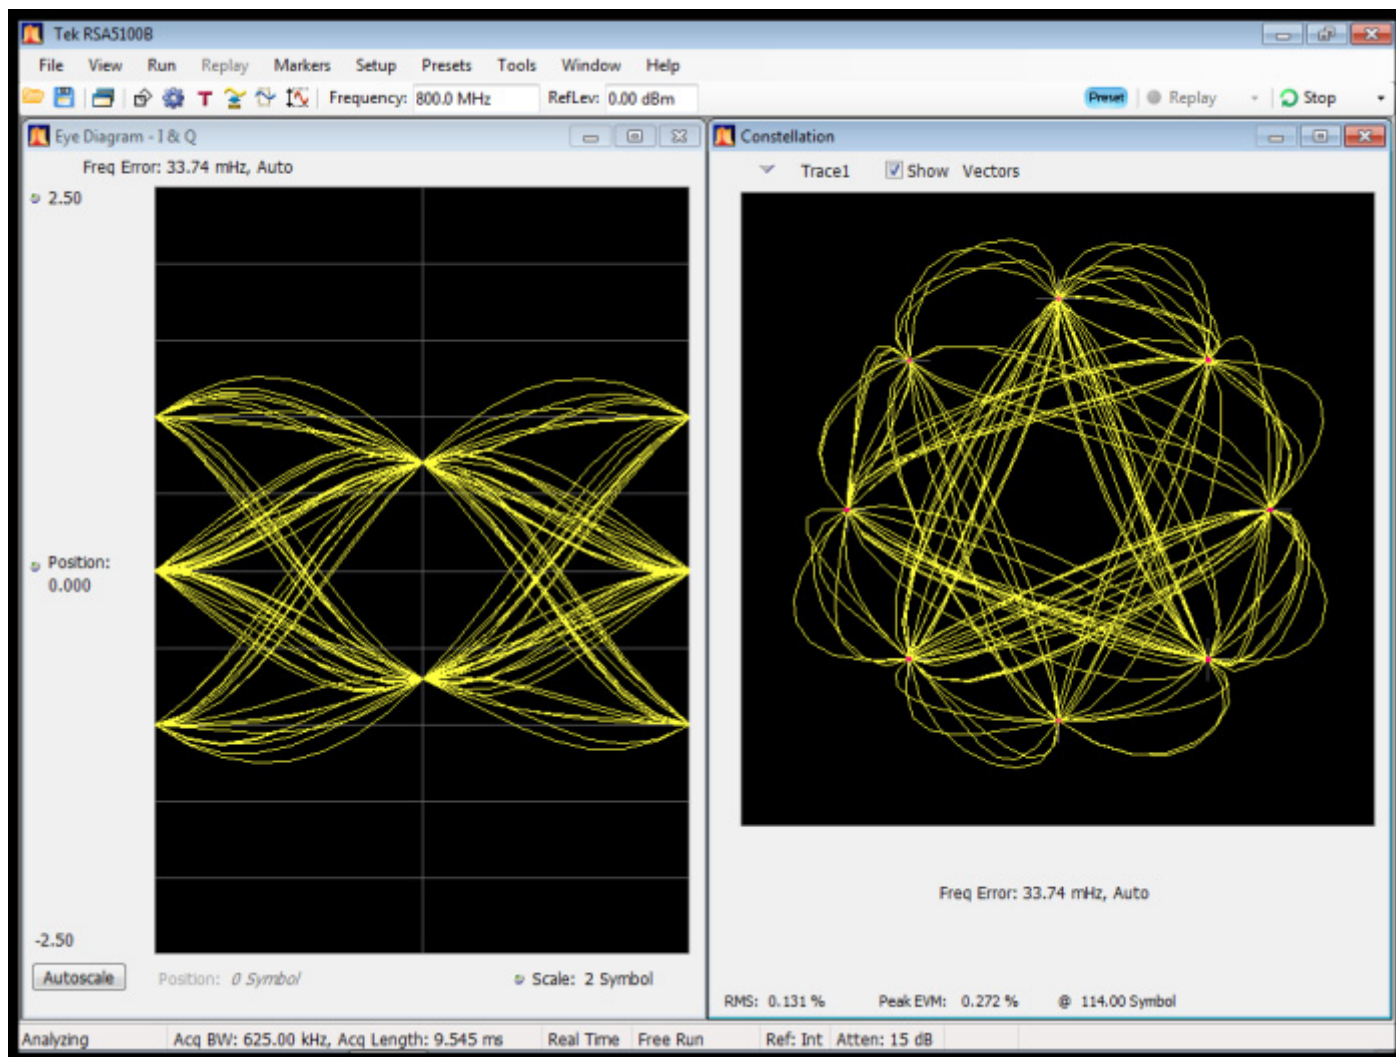 Tek RSA5100B
File View Run Replay Markers Setup Presets Tools Window Help
Frequency: 800.0 MHz RefLev: 0.00 dBm Preset Replay Stop
Eye Diagram - I & Q
Freq Error: 33.74 mHz, Auto
2.50
Position:
0.000
-2.50
Autoscale Position: 0 Symbol Scale: 2 Symbol
Constellation
Trace1 Show Vectors
Freq Error: 33.74 mHz, Auto
RMS: 0.131 % Peak EVM: 0.272 % @ 114.00 Symbol
Analyzing Acq BW: 625.00 kHz, Acq Length: 9.545 ms Real Time Free Run Ref: Int Atten: 15 dB